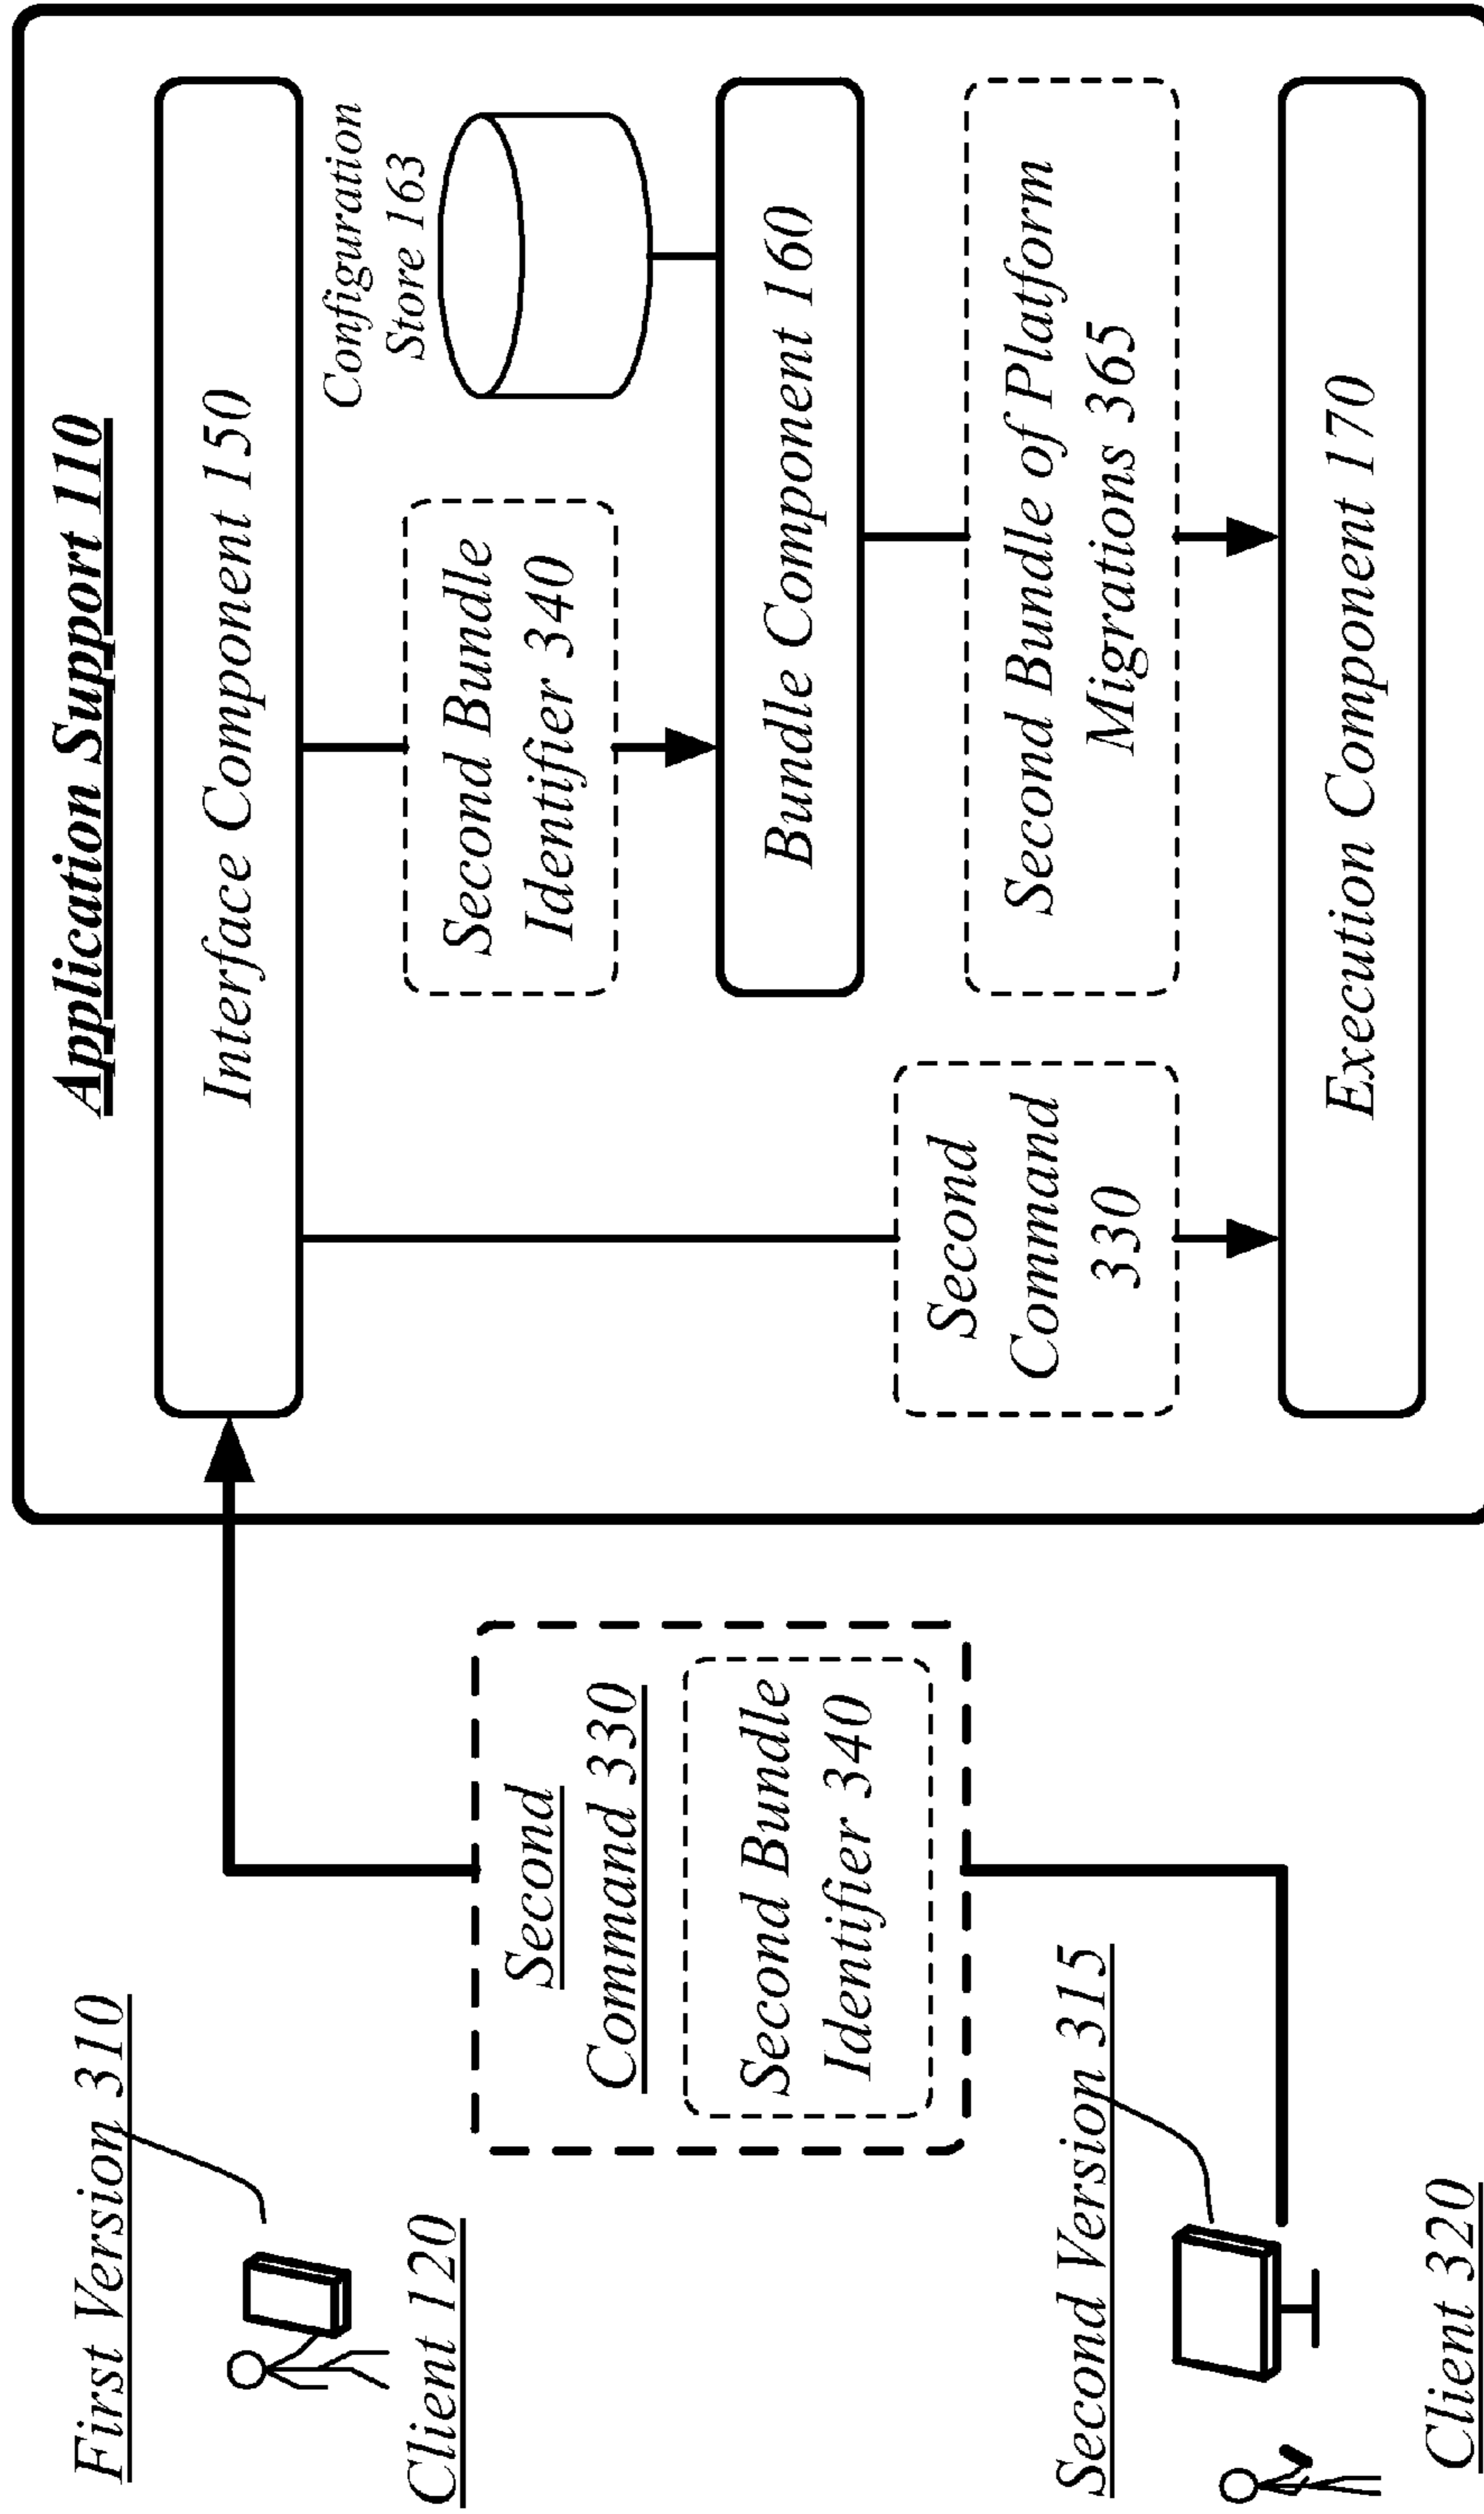 First Version 310
Client 120
Second
Command 330
Second Bundle
Identifier 340
Second Version 315
Client 320
Application Support 110
Interface Component 150
Configuration
Store 163
Second Bundle
Identifier 340
Bundle Component 160
Second
Command
330
Second Bundle of Platform
Migrations 365
Execution Component 170